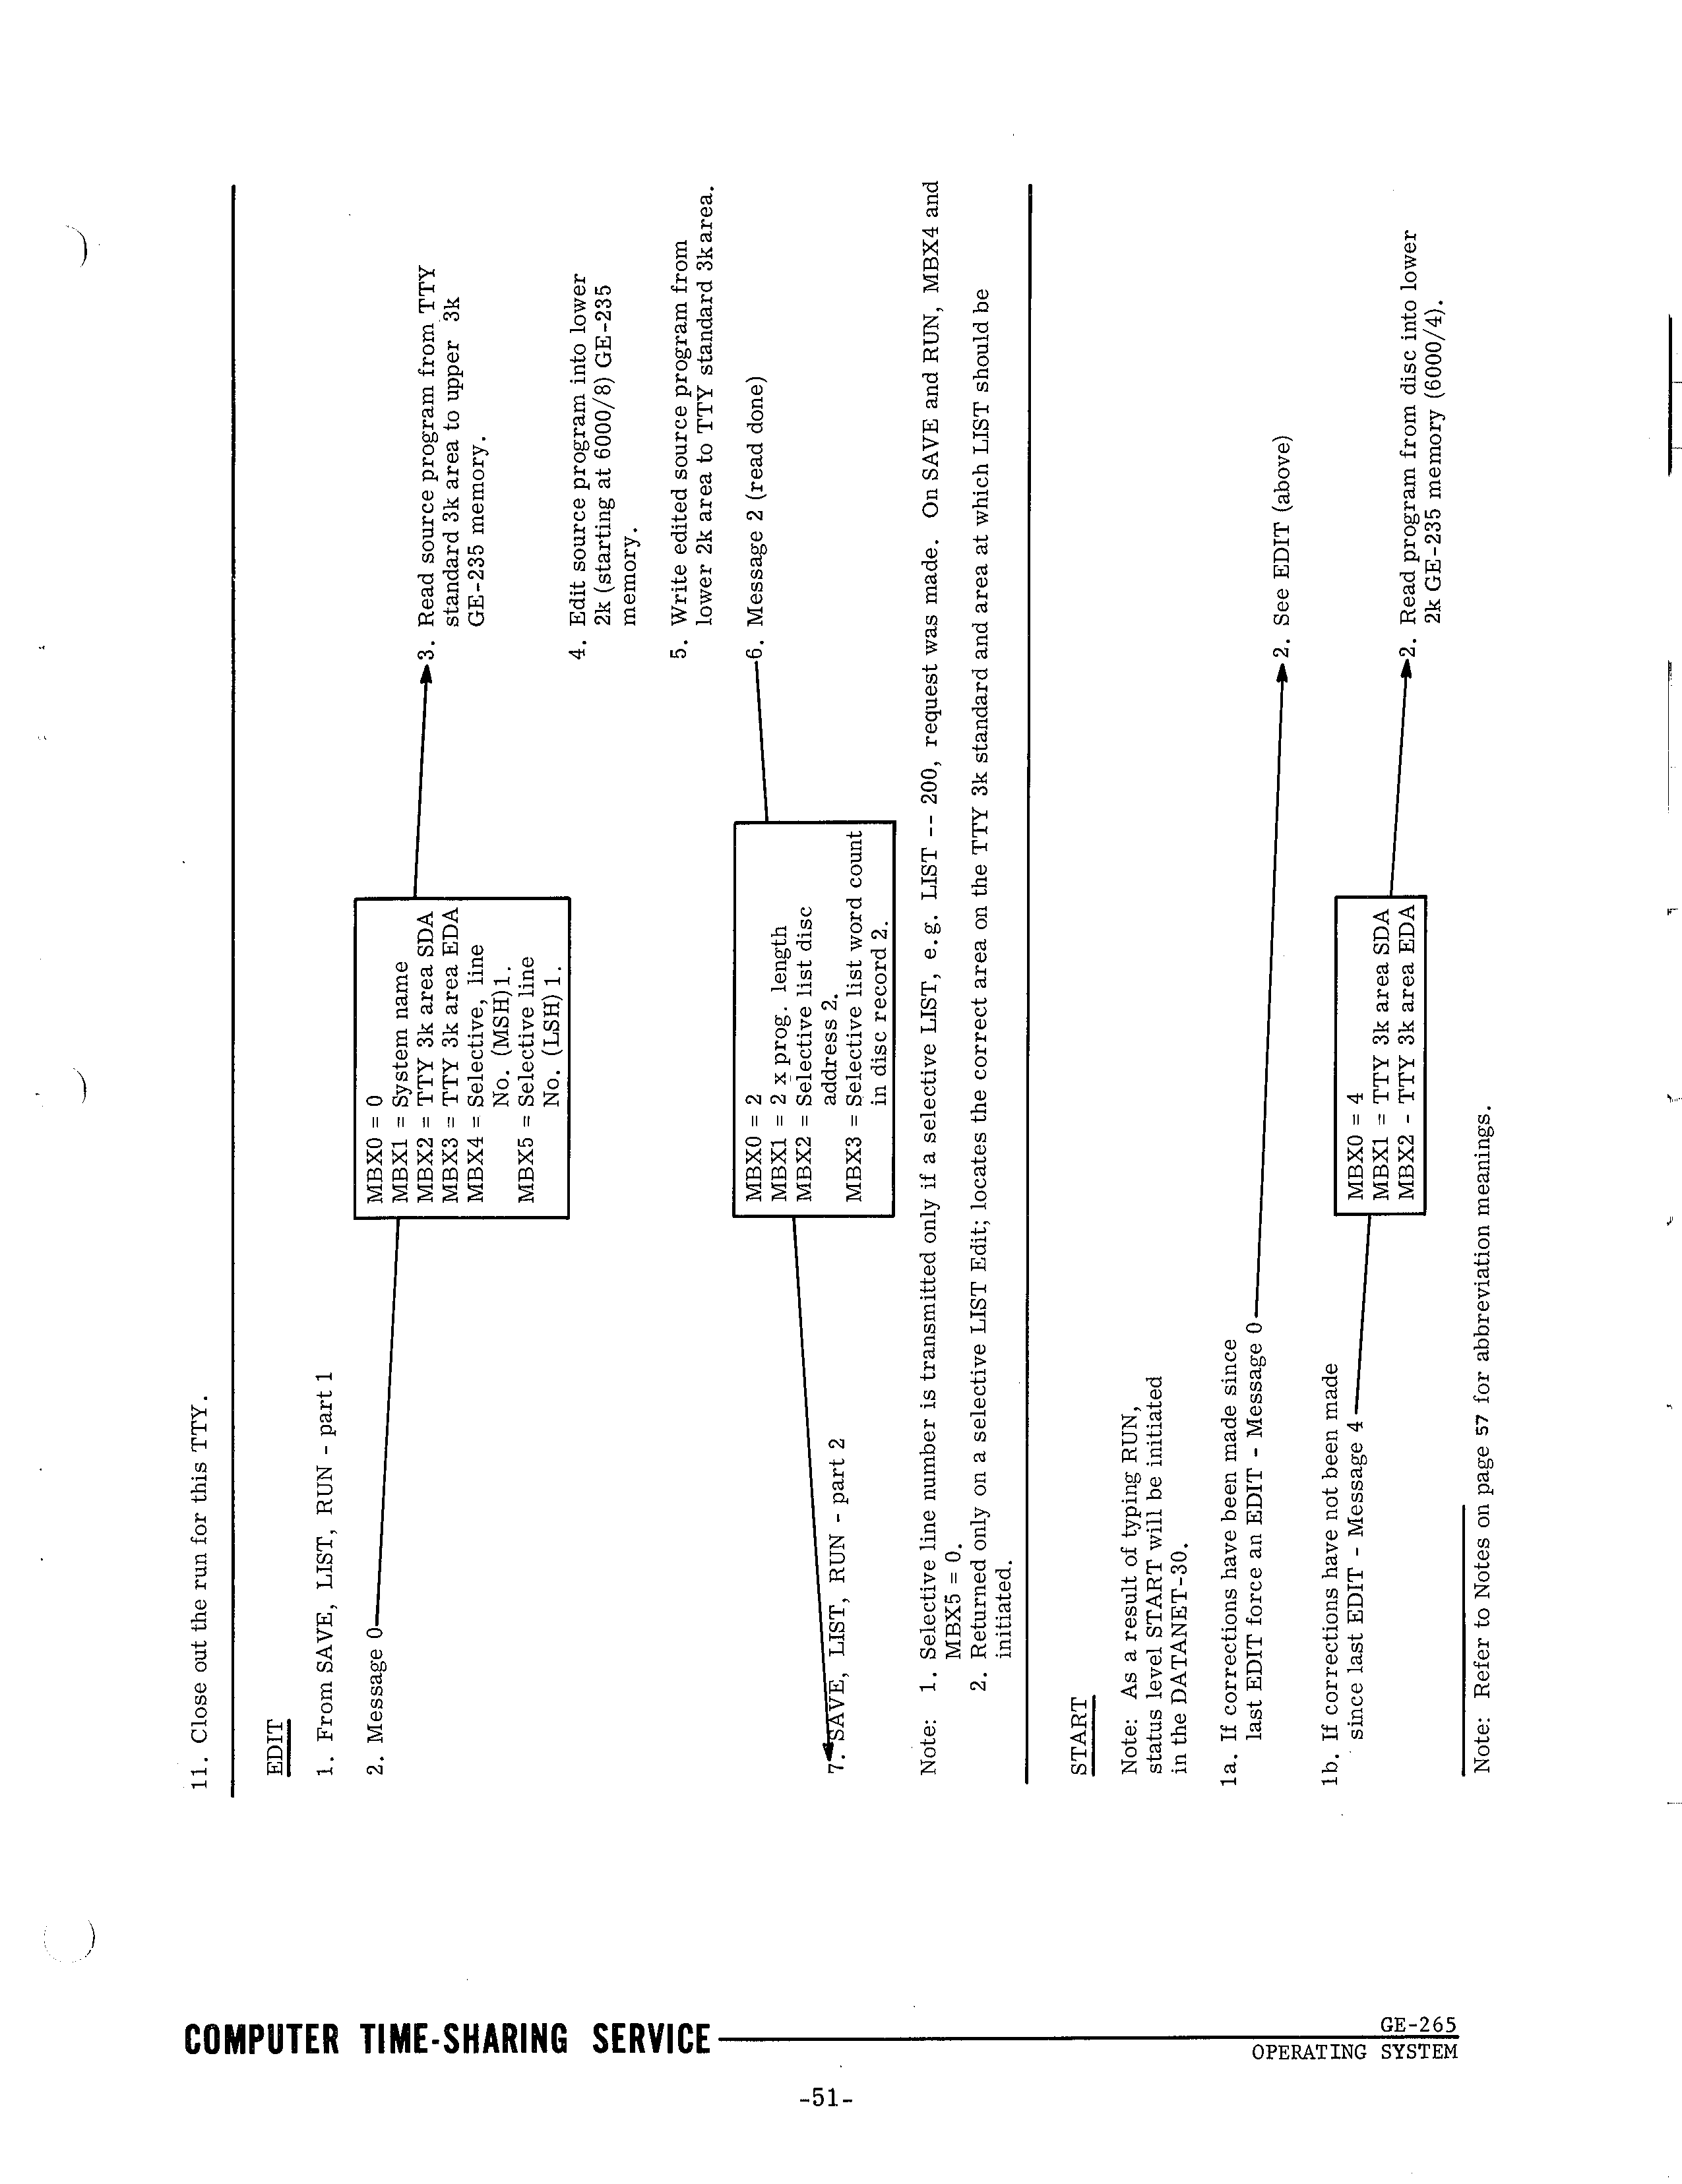 11. Close out the run for this TTY.
EDIT
1. From SAVE, LIST, RUN - part 1
2. Message 0
MBX0 = 0
MBX1 = System name
MBX2 = TTY 3k area SDA
MBX3 = TTY 3k area EDA
MBX4 = Selective, line
No. (MSH)1.
MBX5 = Selective line
No. (LSH) 1.
3. Read source program from TTY
standard 3k area to upper 3k
GE-235 memory.
4. Edit source program into lower
2k (starting at 6000/8) GE-235
memory.
5. Write edited source program from
lower 2k area to TTY standard 3k area.
6. Message 2 (read done)
MBX0 = 2
MBX1 = 2 x prog. length
MBX2 = Selective list disc
address 2.
MBX3 = Selective list word count
in disc record 2.
7. SAVE, LIST, RUN - part 2
Note: 1. Selective line number is transmitted only if a selective LIST, e.g. LIST -- 200, request was made. On SAVE and RUN, MBX4 and
MBX5 = 0.
2. Returned only on a selective LIST Edit; locates the correct area on the TTY 3k standard and area at which LIST should be
initiated.
START
Note: As a result of typing RUN,
status level START will be initiated
in the DATANET-30.
1a. If corrections have been made since
last EDIT force an EDIT - Message 0
2. See EDIT (above)
1b. If corrections have not been made
since last EDIT - Message 4
MBX0 = 4
MBX1 = TTY 3k area SDA
MBX2 - TTY 3k area EDA
2. Read program from disc into lower
2k GE-235 memory (6000/4).
Note: Refer to Notes on page 57 for abbreviation meanings.
COMPUTER TIME-SHARING SERVICE
GE-265
OPERATING SYSTEM
-51-